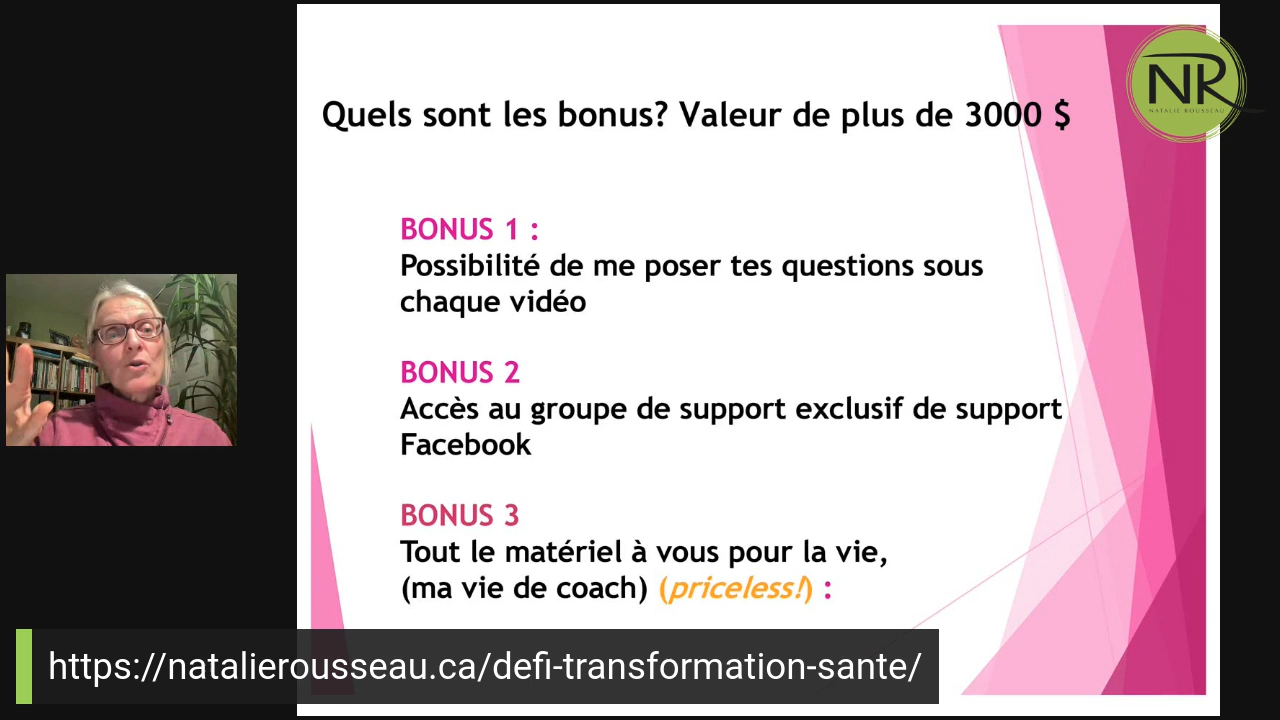 Quels sont les bonus? Valeur de plus de 3000 $
NR
NATALIE ROUSSEAU
BONUS 1 :
Possibilité de me poser tes questions sous
chaque vidéo
BONUS 2
Accès au groupe de support exclusif de support
Facebook
BONUS 3
Tout le matériel à vous pour la vie,
(ma vie de coach) (priceless!) :
https://natalierousseau.ca/defi-transformation-sante/